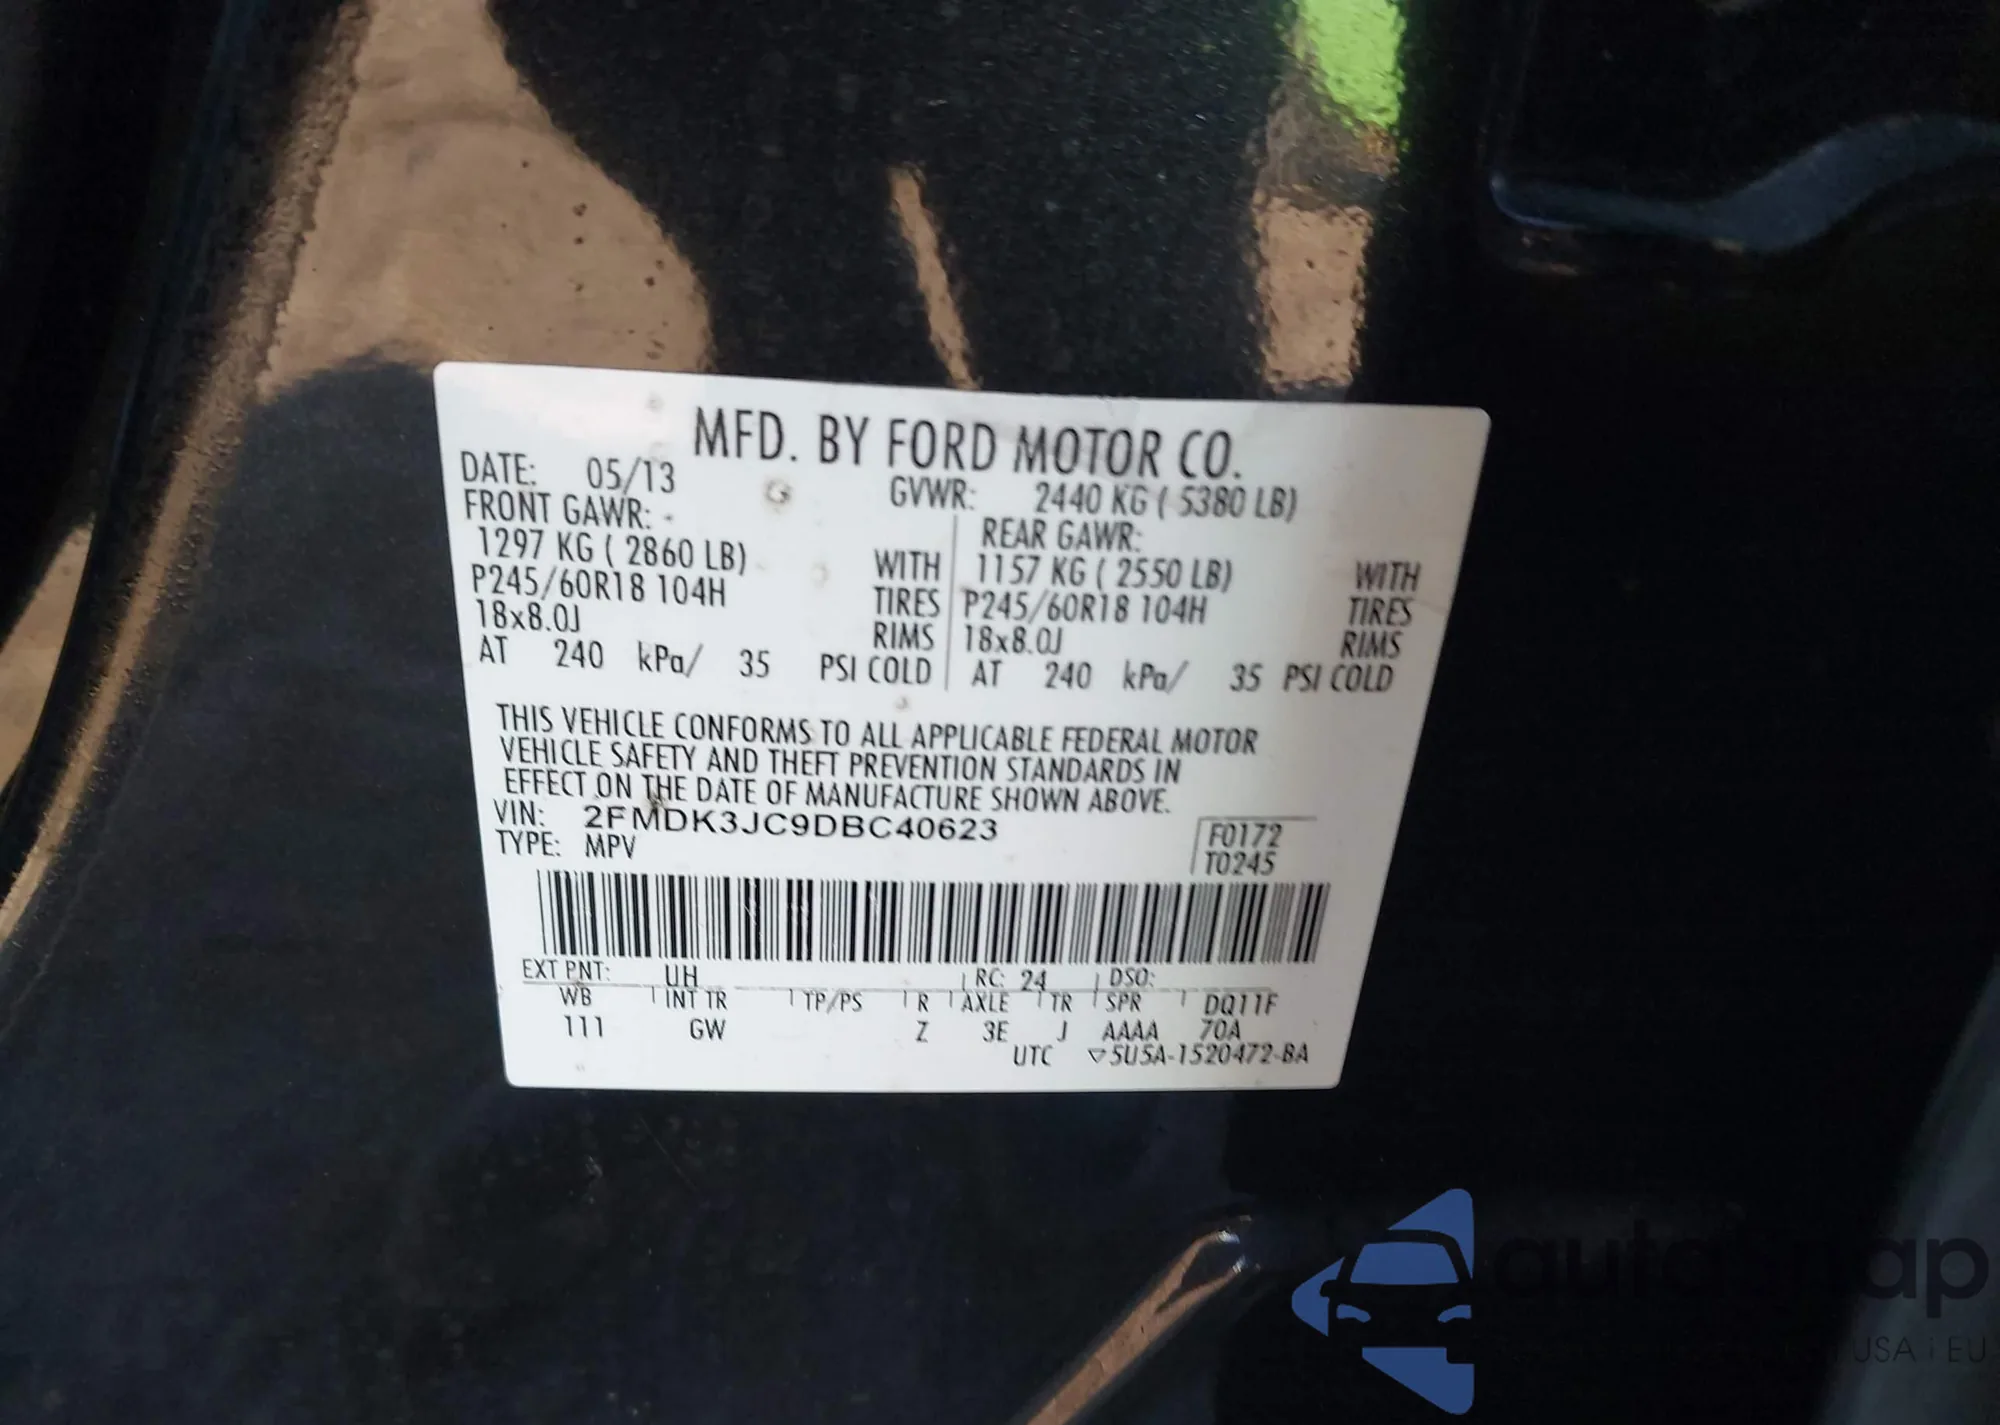 MFD. BY FORD MOTOR CO.
DATE: 05/13 GVWR: 2440 KG ( 5380 LB)
FRONT GAWR: REAR GAWR:
1297 KG ( 2860 LB) WITH 1157 KG ( 2550 LB) WITH
P245/60R18 104H TIRES P245/60R18 104H TIRES
18x8.0J RIMS 18x8.0J RIMS
AT 240 kPa/ 35 PSI COLD AT 240 kPa/ 35 PSI COLD
THIS VEHICLE CONFORMS TO ALL APPLICABLE FEDERAL MOTOR
VEHICLE SAFETY AND THEFT PREVENTION STANDARDS IN
EFFECT ON THE DATE OF MANUFACTURE SHOWN ABOVE.
VIN: 2FMDK3JC9DBC40623 F0172
TYPE: MPV T0245
EXT PNT: UH RC: 24 DSO:
WB INT TR TP/PS R AXLE TR SPR DQ11F
111 GW Z 3E J AAAA 70A
UTC ▽5U5A-1520472-BA
USA | EU